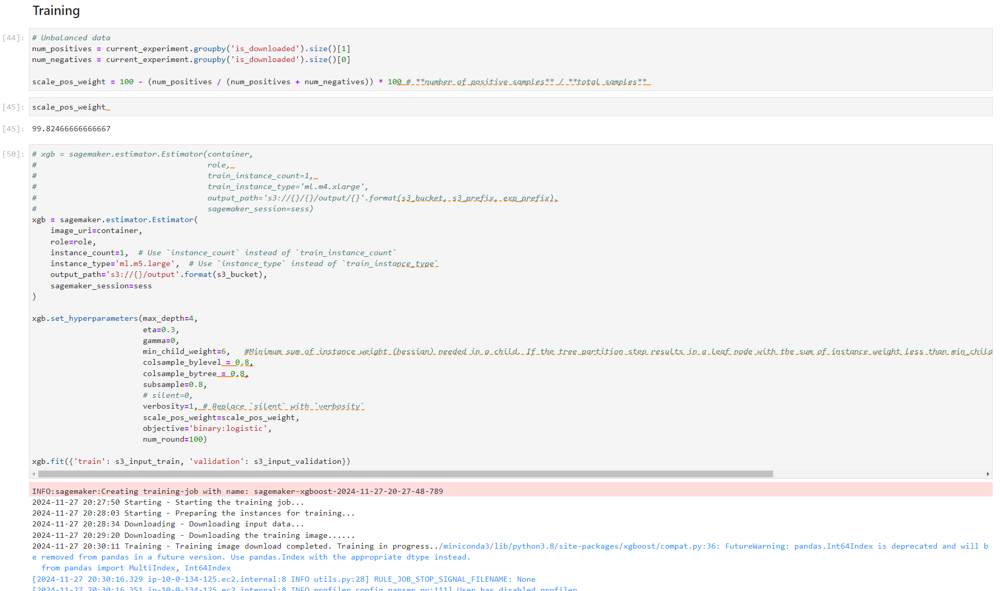 Training
[44]: # Unbalanced data
num_positives = current_experiment.groupby('is_downloaded').size()[1]
num_negatives = current_experiment.groupby('is_downloaded').size()[0]
scale_pos_weight = 100 - (num_positives / (num_positives + num_negatives)) * 100 # **number of positive samples** / **total samples**
[45]: scale_pos_weight
[45]: 99.82466666666667
[50]: # xgb = sagemaker.estimator.Estimator(container,
# role,
# train_instance_count=1,
# train_instance_type='ml.m4.xlarge',
# output_path='s3://{}/{}/output/{}'.format(s3_bucket, s3_prefix, exp_prefix),
# sagemaker_session=sess)
xgb = sagemaker.estimator.Estimator(
image_uri=container,
role=role,
instance_count=1, # Use `instance_count` instead of `train_instance_count`
instance_type='ml.m5.large', # Use `instance_type` instead of `train_instance_type`
output_path='s3://{}/output'.format(s3_bucket),
sagemaker_session=sess
)
xgb.set_hyperparameters(max_depth=4,
eta=0.3,
gamma=0,
min_child_weight=6, #Minimum sum of instance weight (hessian) needed in a child. If the tree partition step results in a leaf node with the sum of instance weight less than min_child
colsample_bylevel = 0.8,
colsample_bytree = 0.8,
subsample=0.8,
# silent=0,
verbosity=1, # Replace `silent` with `verbosity`
scale_pos_weight=scale_pos_weight,
objective='binary:logistic',
num_round=100)
xgb.fit({'train': s3_input_train, 'validation': s3_input_validation})
INFO:sagemaker:Creating training-job with name: sagemaker-xgboost-2024-11-27-20-27-48-789
2024-11-27 20:27:50 Starting - Starting the training job...
2024-11-27 20:28:03 Starting - Preparing the instances for training...
2024-11-27 20:28:34 Downloading - Downloading input data...
2024-11-27 20:29:20 Downloading - Downloading the training image......
2024-11-27 20:30:11 Training - Training image download completed. Training in progress../miniconda3/lib/python3.8/site-packages/xgboost/compat.py:36: FutureWarning: pandas.Int64Index is deprecated and will b
e removed from pandas in a future version. Use pandas.Index with the appropriate dtype instead.
from pandas import MultiIndex, Int64Index
[2024-11-27 20:30:16.329 ip-10-0-134-125.ec2.internal:8 INFO utils.py:28] RULE_JOB_STOP_SIGNAL_FILENAME: None
[2024-11-27 20:30:16.351 ip-10-0-134-125.ec2.internal:8 INFO profiler_config_parser.py:111] User has disabled profiler.